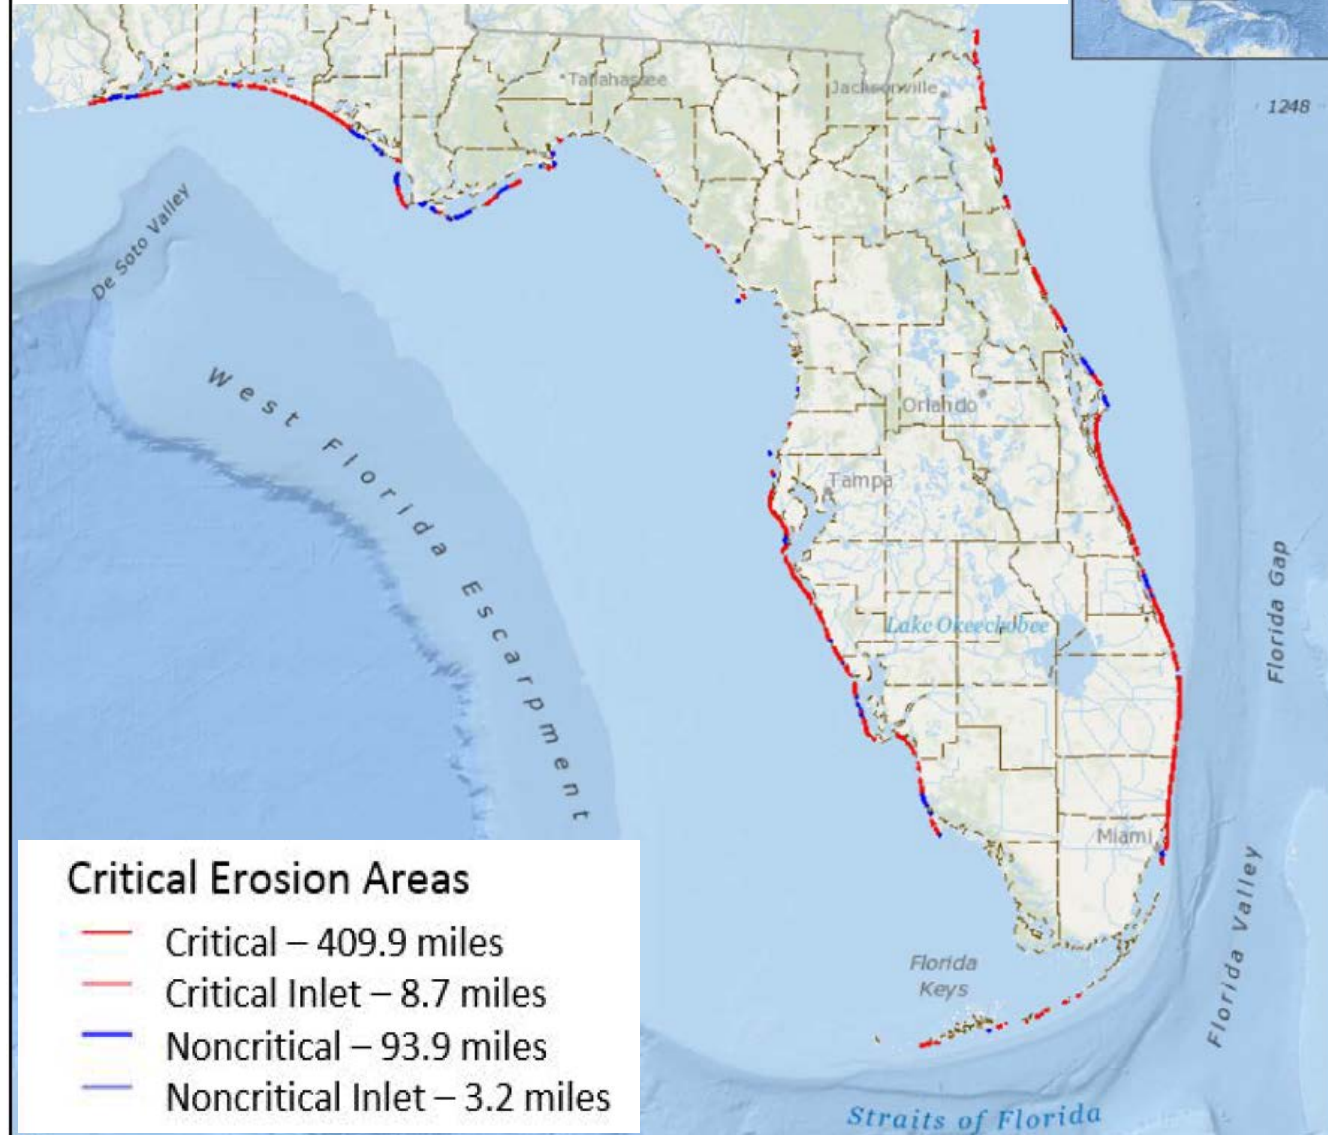 1248
Tallahassee
Jacksonville
De Soto Valley
West Florida Escarpment
Orlando
Tampa
Lake Okeechobee
Florida Gap
Miami
Florida Valley
Florida
Keys
Straits of Florida
Critical Erosion Areas
Critical – 409.9 miles
Critical Inlet – 8.7 miles
Noncritical – 93.9 miles
Noncritical Inlet – 3.2 miles